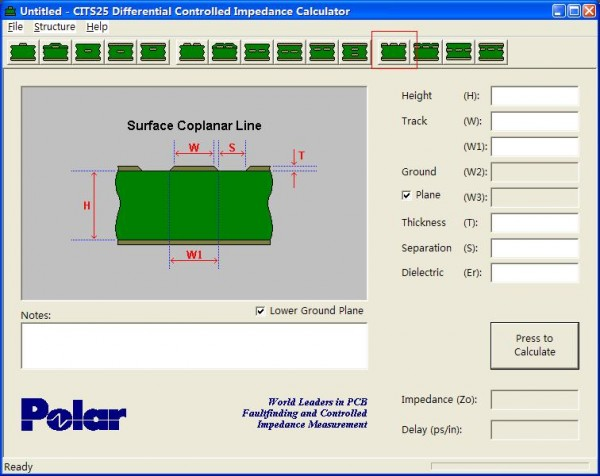 Untitled - CITS25 Differential Controlled Impedance Calculator
File Structure Help
Surface Coplanar Line
W S T
H
W1
Lower Ground Plane
Notes:
Height (H):
Track (W):
(W1):
Ground (W2):
Plane (W3):
Thickness (T):
Separation (S):
Dielectric (Er):
Press to
Calculate
Polar
World Leaders in PCB
Faultfinding and Controlled
Impedance Measurement
Impedance (Zo):
Delay (ps/in):
Ready